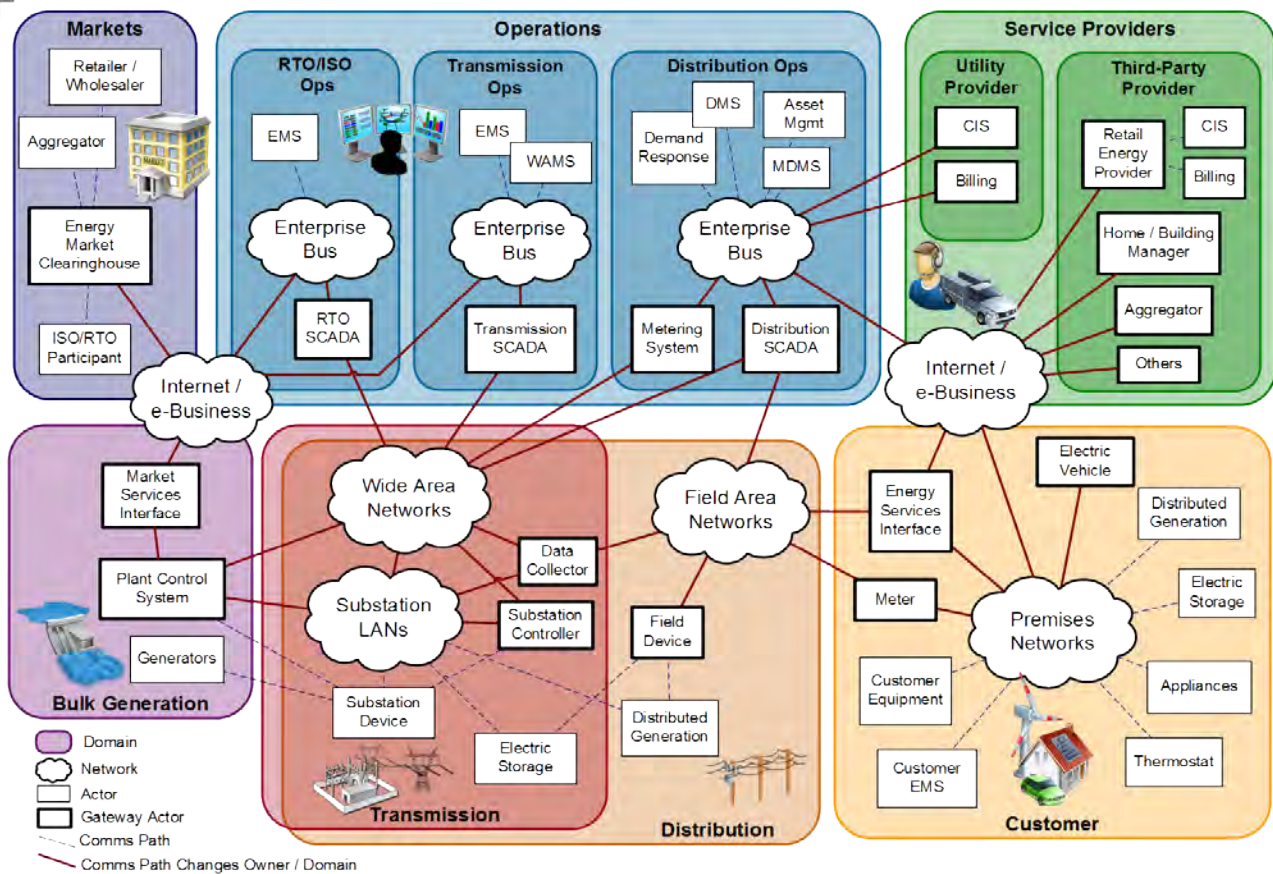 Markets
Retailer /
Wholesaler
Aggregator
MARKET
Energy
Market
Clearinghouse
ISO/RTO
Participant
Operations
RTO/ISO
Ops
EMS
Enterprise
Bus
RTO
SCADA
Transmission
Ops
EMS
WAMS
Enterprise
Bus
Transmission
SCADA
Distribution Ops
DMS
Asset
Mgmt
Demand
Response
MDMS
Enterprise
Bus
Metering
System
Distribution
SCADA
Service Providers
Utility
Provider
CIS
Billing
Third-Party
Provider
Retail
Energy
Provider
CIS
Billing
Home / Building
Manager
Aggregator
Others
Internet /
e-Business
Internet /
e-Business
Market
Services
Interface
Plant Control
System
Generators
Bulk Generation
Wide Area
Networks
Substation
LANs
Data
Collector
Substation
Controller
Substation
Device
Electric
Storage
Transmission
Field Area
Networks
Field
Device
Distributed
Generation
Distribution
Energy
Services
Interface
Electric
Vehicle
Distributed
Generation
Meter
Premises
Networks
Electric
Storage
Customer
Equipment
Appliances
Customer
EMS
Thermostat
Customer
Domain
Network
Actor
Gateway Actor
Comms Path
Comms Path Changes Owner / Domain